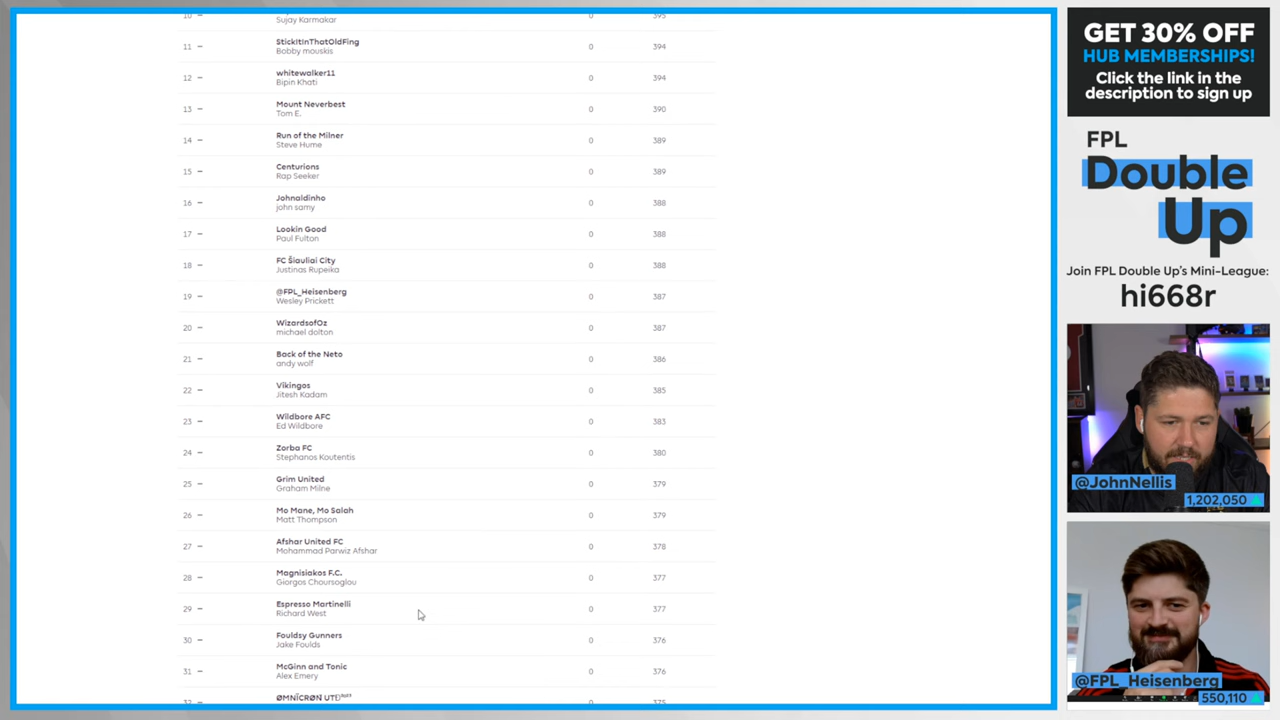 10
Sujay Karmakar
0
395
11 –
StickItInThatOldFing
Bobby mouskis
0
394
12 –
whitewalker11
Bipin Khati
0
394
13 –
Mount Neverbest
Tom E.
0
390
14 –
Run of the Milner
Steve Hume
0
389
15 –
Centurions
Rap Seeker
0
389
16 –
Johnaldinho
john samy
0
388
17 –
Lookin Good
Paul Fulton
0
388
18 –
FC Šiauliai City
Justinas Rupeika
0
388
19 –
@FPL_Heisenberg
Wesley Prickett
0
387
20 –
WizardsofOz
michael dolton
0
387
21 –
Back of the Neto
andy wolf
0
386
22 –
Vikingos
Jitesh Kadam
0
385
23 –
Wildbore AFC
Ed Wildbore
0
383
24 –
Zorba FC
Stephanos Koutentis
0
380
25 –
Grim United
Graham Milne
0
379
26 –
Mo Mane, Mo Salah
Matt Thompson
0
379
27 –
Afshar United FC
Mohammad Parwiz Afshar
0
378
28 –
Magnisiakos F.C.
Giorgos Choursoglou
0
377
29 –
Espresso Martinelli
Richard West
0
377
30 –
Fouldsy Gunners
Jake Foulds
0
376
31 –
McGinn and Tonic
Alex Emery
0
376
32 –
0
375
GET 30% OFF
HUB MEMBERSHIPS!
Click the link in the
description to sign up
FPL
Double
Up
Join FPL Double Up's Mini-League:
hi668r
@JohnNellis
1,202,050
@FPL_Heisenberg
550,110